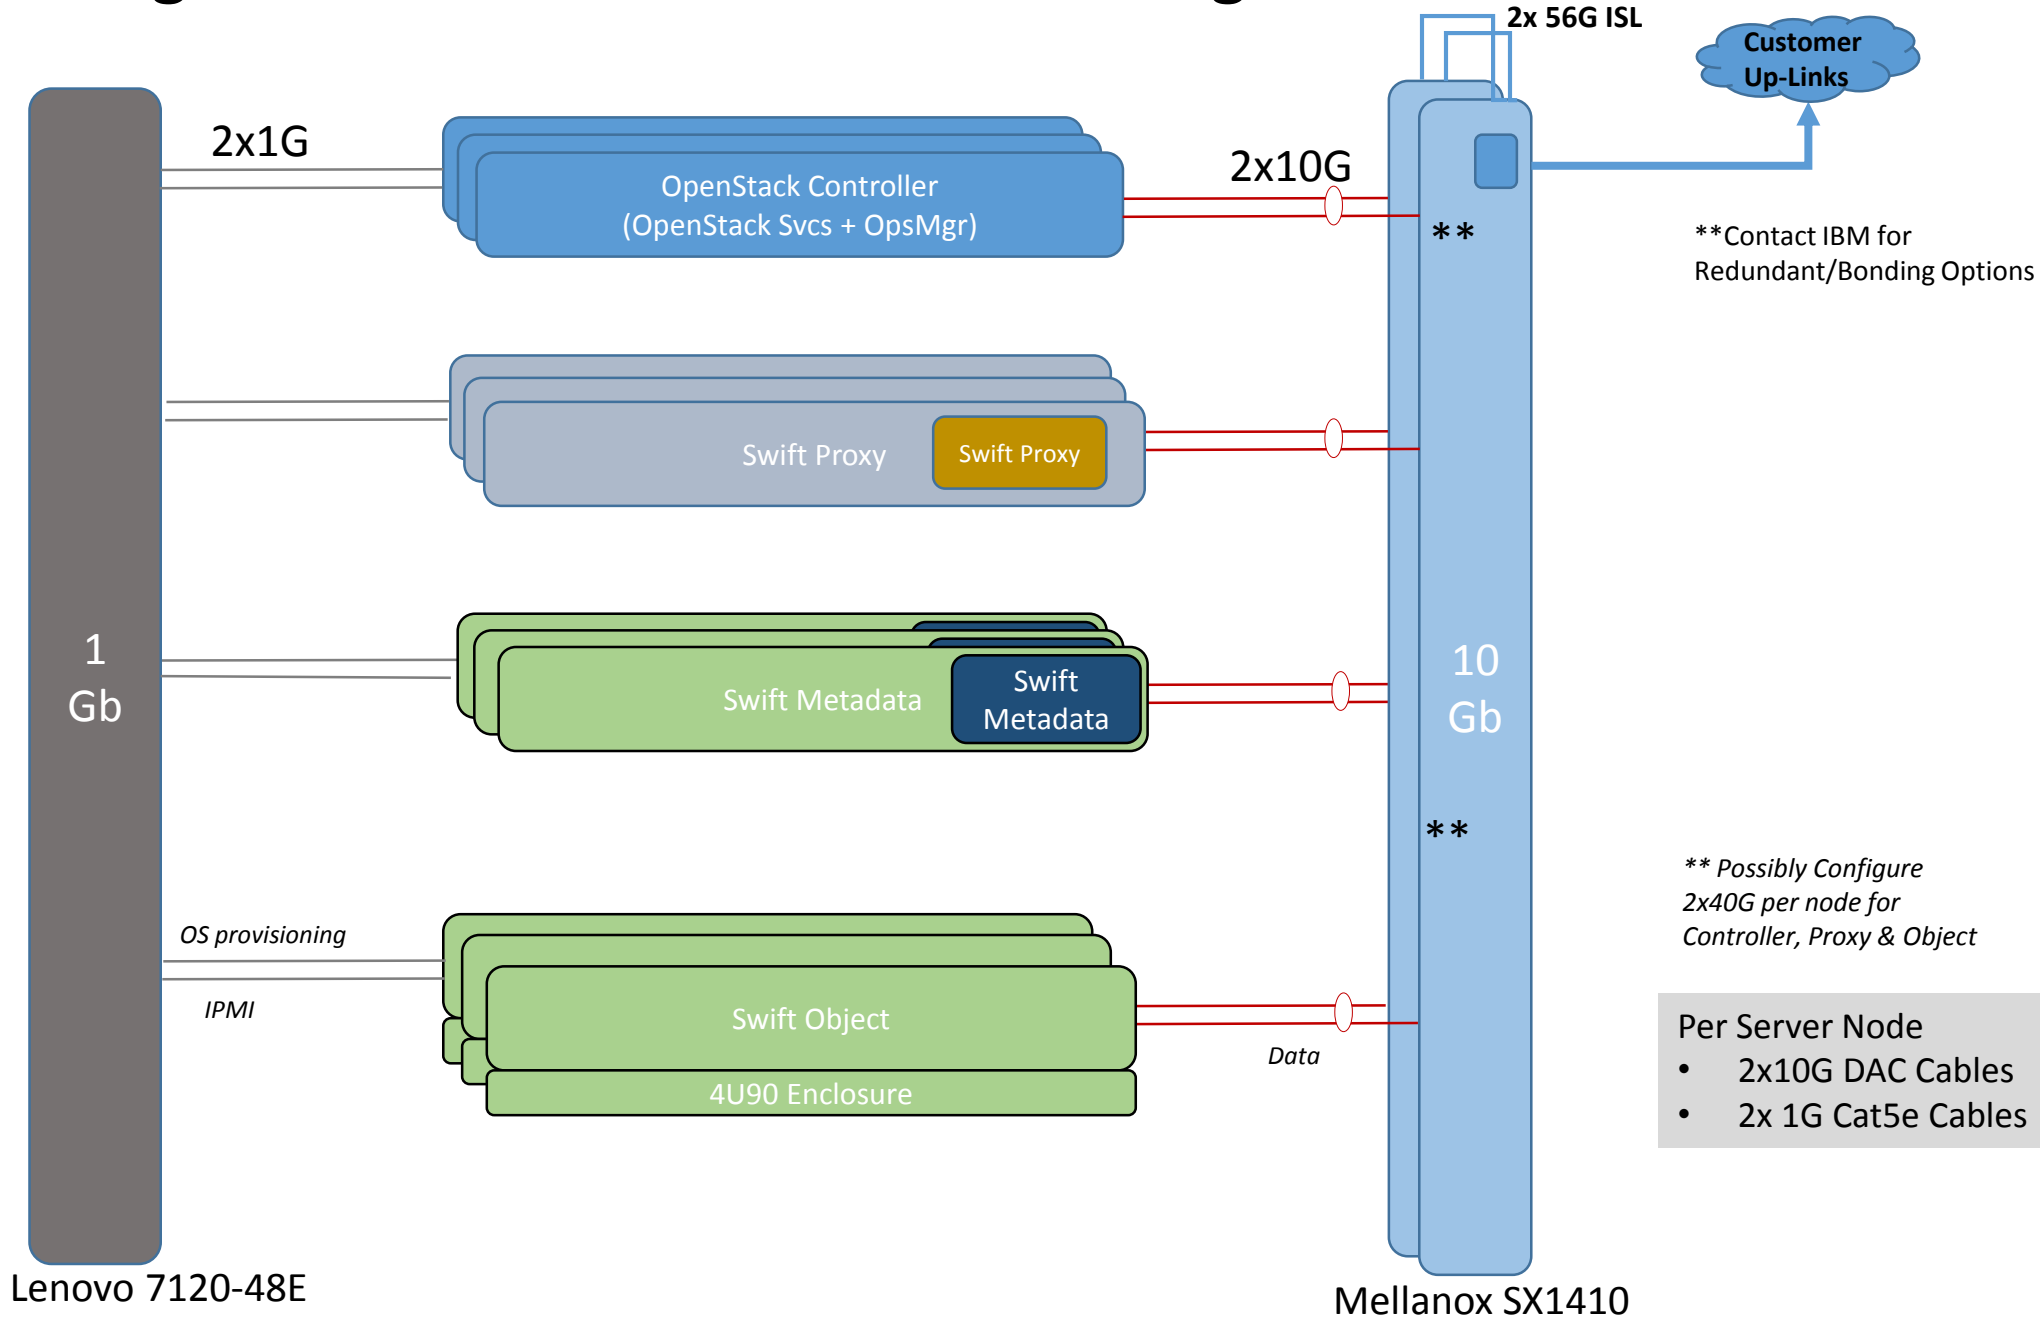 2x 56G ISL
Customer
Up-Links
2x1G
OpenStack Controller
(OpenStack Svcs + OpsMgr)
2x10G
**
**Contact IBM for
Redundant/Bonding Options
Swift Proxy
Swift Proxy
1
Gb
Swift Metadata
Swift
Metadata
10
Gb
**
** Possibly Configure
2x40G per node for
Controller, Proxy & Object
OS provisioning
IPMI
Swift Object
4U90 Enclosure
Data
Per Server Node
• 2x10G DAC Cables
• 2x 1G Cat5e Cables
Lenovo 7120-48E
Mellanox SX1410